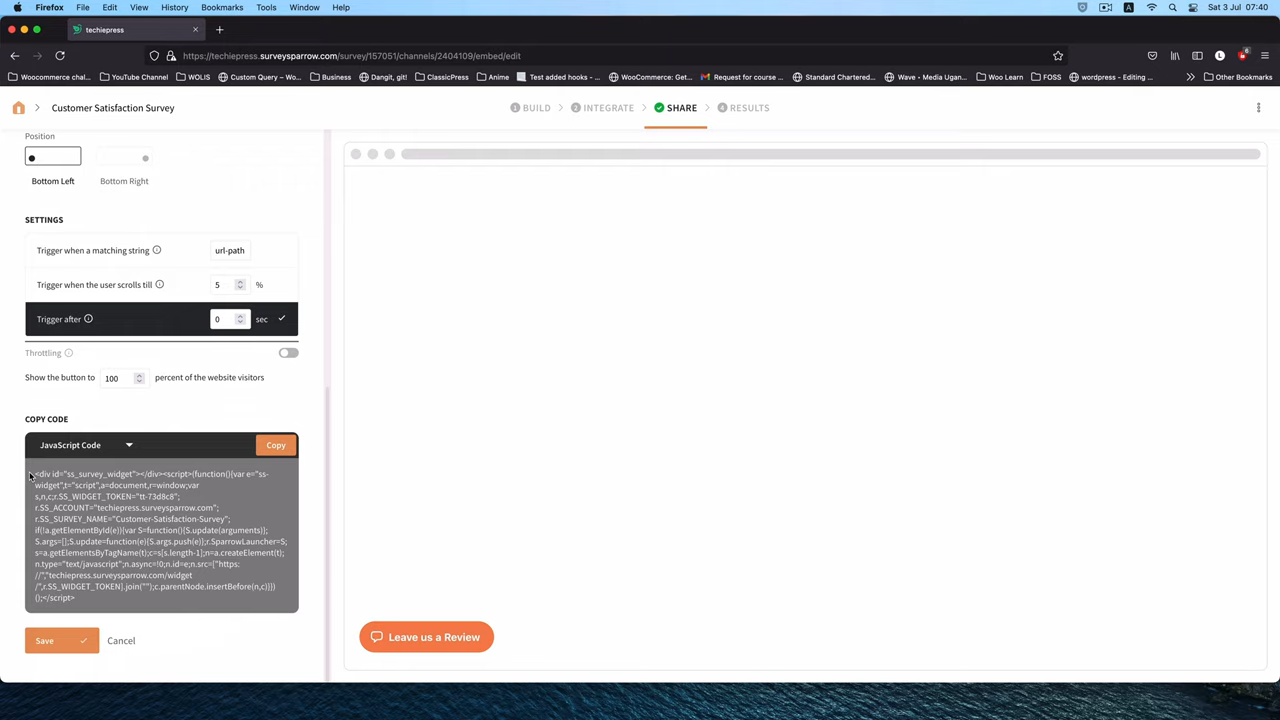 Firefox File Edit View History Bookmarks Tools Window Help
A
Sat 3 Jul 07:40
techiepress
https://techiepress.surveysparrow.com/survey/157051/channels/2404109/embed/edit
L
6
Woocommerce chal... YouTube Channel WOLIS Custom Query – Wo... Business Dangit, git! ClassicPress Anime Test added hooks - ... WooCommerce: Get... Request for course ... Standard Chartered... Wave • Media Ugan... Woo Learn FOSS wordpress - Editing ... Other Bookmarks
Customer Satisfaction Survey
1 BUILD 2 INTEGRATE SHARE 4 RESULTS
Position
Bottom Left Bottom Right
SETTINGS
Trigger when a matching string url-path
Trigger when the user scrolls till 5 %
Trigger after 0 sec
Throttling
Show the button to 100 percent of the website visitors
COPY CODE
JavaScript Code Copy
<div id="ss_survey_widget"></div><script>(function(){var e="ss-
widget",t="script",a=document,r=window;var
s,n,c;r.SS_WIDGET_TOKEN="tt-73d8c8";
r.SS_ACCOUNT="techiepress.surveysparrow.com";
r.SS_SURVEY_NAME="Customer-Satisfaction-Survey";
if(!a.getElementById(e)){var S=function(){S.update(arguments)};
S.args=[];S.update=function(e){S.args.push(e)};r.SparrowLauncher=S;
s=a.getElementsByTagName(t);c=s[s.length-1];n=a.createElement(t);
n.type="text/javascript";n.async=!0;n.id=e;n.src=["https:
//","techiepress.surveysparrow.com/widget
/",r.SS_WIDGET_TOKEN].join("");c.parentNode.insertBefore(n,c)}})
();</script>
Save Cancel
Leave us a Review